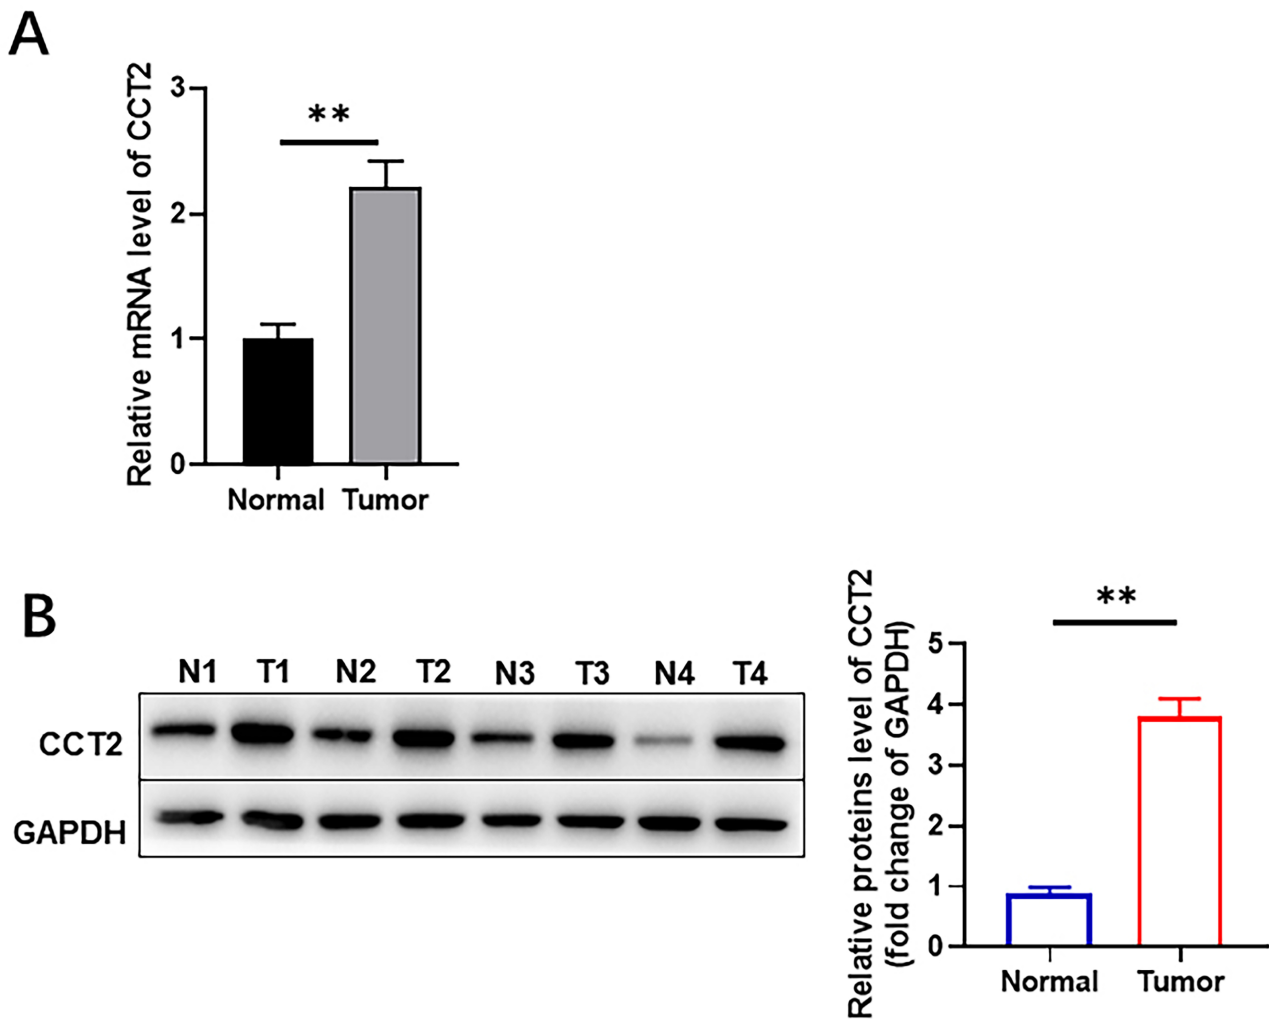 A
Relative mRNA level of CCT2
3
2
1
0
**
Normal Tumor
B
N1 T1 N2 T2 N3 T3 N4 T4
CCT2
GAPDH
Relative proteins level of CCT2
(fold change of GAPDH)
5
4
3
2
1
0
**
Normal Tumor